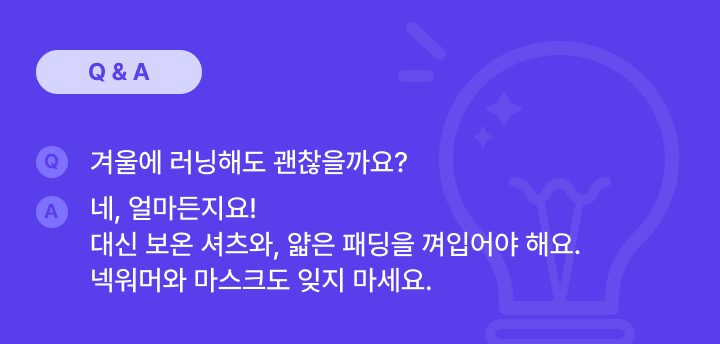 Q & A
Q 겨울에 러닝해도 괜찮을까요?
A 네, 얼마든지요!
대신 보온 셔츠와, 얇은 패딩을 껴입어야 해요.
넥워머와 마스크도 잊지 마세요.